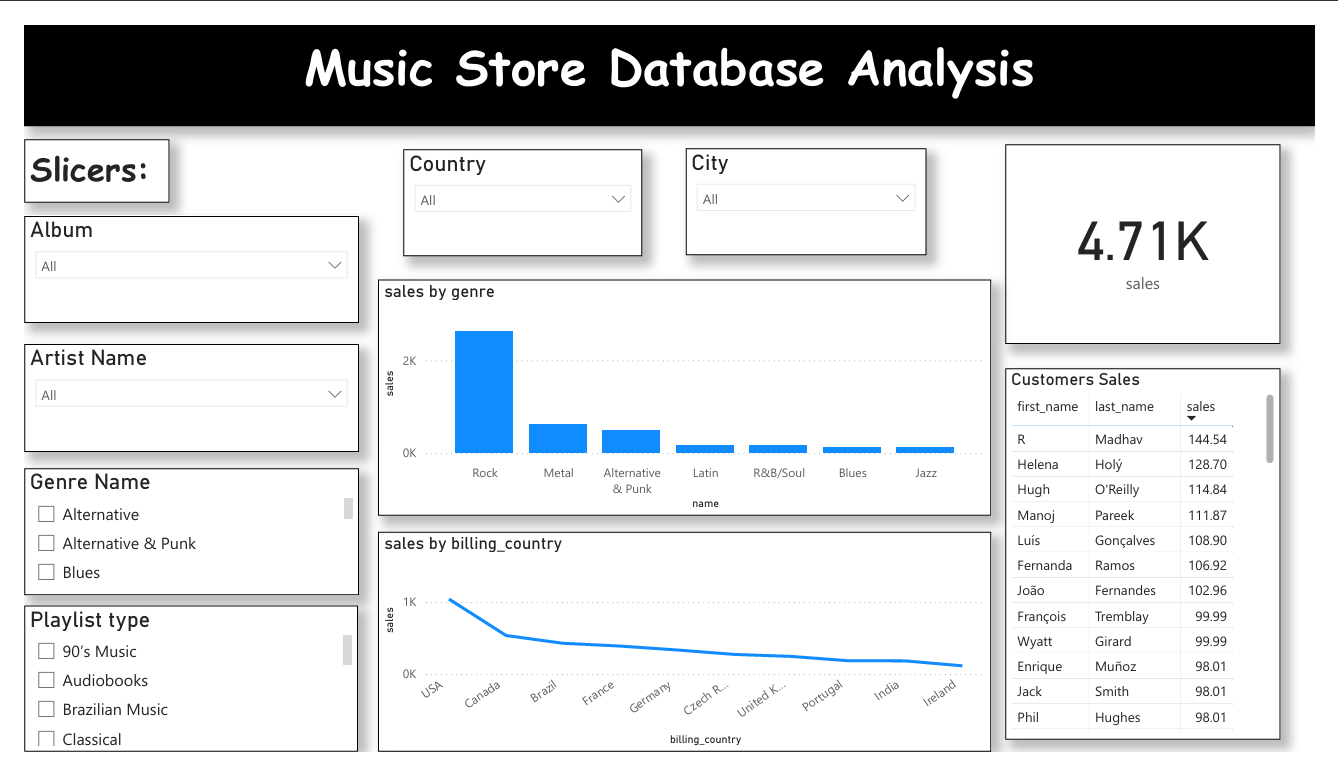 Music Store Database Analysis
Slicers:
Album
All
Artist Name
All
Genre Name
Alternative
Alternative & Punk
Blues
Playlist type
90's Music
Audiobooks
Brazilian Music
Classical
Country
All
City
All
sales by genre
sales
2K
0K
Rock
Metal
Alternative
& Punk
Latin
R&B/Soul
Blues
Jazz
name
sales by billing_country
sales
1K
0K
USA
Canada
Brazil
France
Germany
Czech R...
United K...
Portugal
India
Ireland
billing_country
4.71K
sales
Customers Sales
first_name last_name sales
R Madhav 144.54
Helena Holý 128.70
Hugh O'Reilly 114.84
Manoj Pareek 111.87
Luís Gonçalves 108.90
Fernanda Ramos 106.92
João Fernandes 102.96
François Tremblay 99.99
Wyatt Girard 99.99
Enrique Muñoz 98.01
Jack Smith 98.01
Phil Hughes 98.01